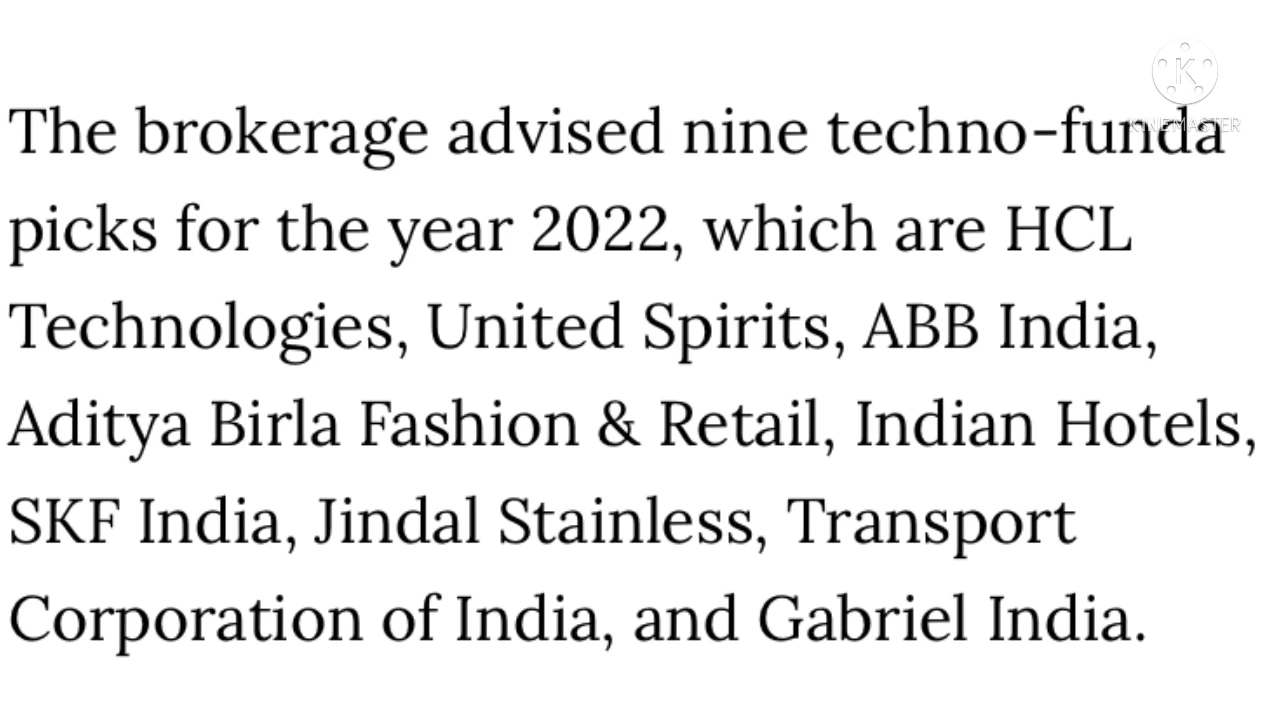 KINEMASTER
The brokerage advised nine techno-funda
picks for the year 2022, which are HCL
Technologies, United Spirits, ABB India,
Aditya Birla Fashion & Retail, Indian Hotels,
SKF India, Jindal Stainless, Transport
Corporation of India, and Gabriel India.